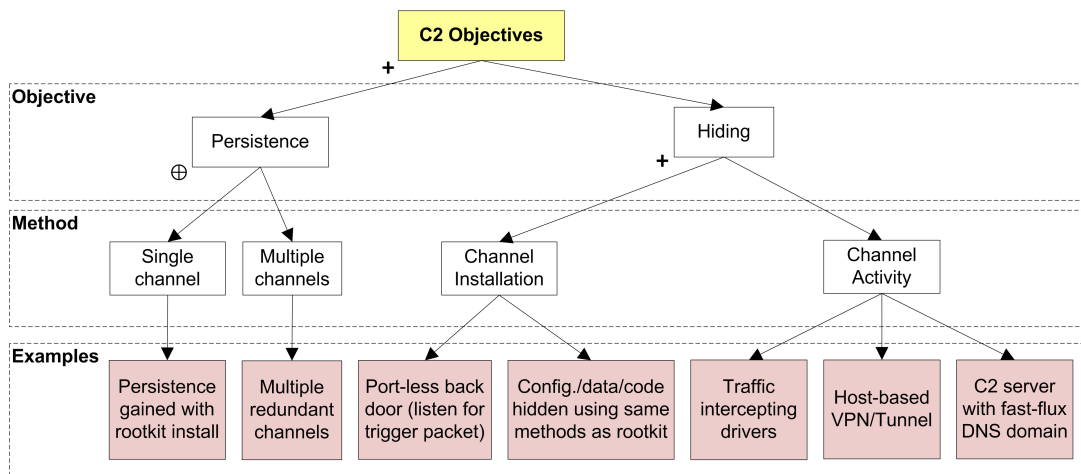 C2 Objectives
+
Objective
Persistence
Hiding
⊕
+
Method
Single
channel
Multiple
channels
Channel
Installation
Channel
Activity
Examples
Persistence
gained with
rootkit install
Multiple
redundant
channels
Port-less back
door (listen for
trigger packet)
Config./data/code
hidden using same
methods as rootkit
Traffic
intercepting
drivers
Host-based
VPN/Tunnel
C2 server
with fast-flux
DNS domain